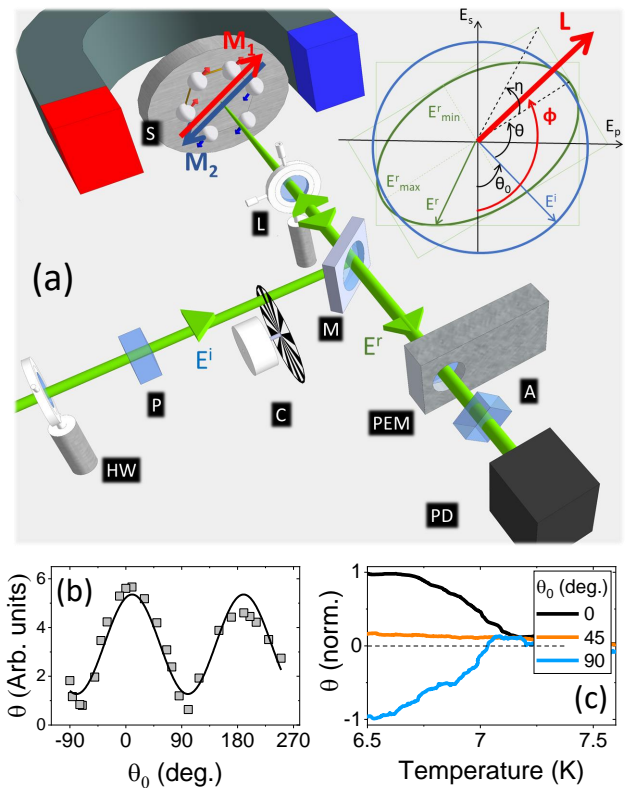 (a)
M₁
M₂
S
L
M
Eⁱ
Eʳ
P
C
HW
PEM
A
PD
Eₛ
L
Eₚ
η
θ
ϕ
θ₀
Eʳmin
Eʳmax
Eʳ
Eⁱ
(b)
θ (Arb. units)
6
4
2
0
-90
0
90
180
270
θ₀ (deg.)
(c)
θ (norm.)
1
0
-1
6.5
7
7.5
Temperature (K)
θ₀ (deg.)
0
45
90